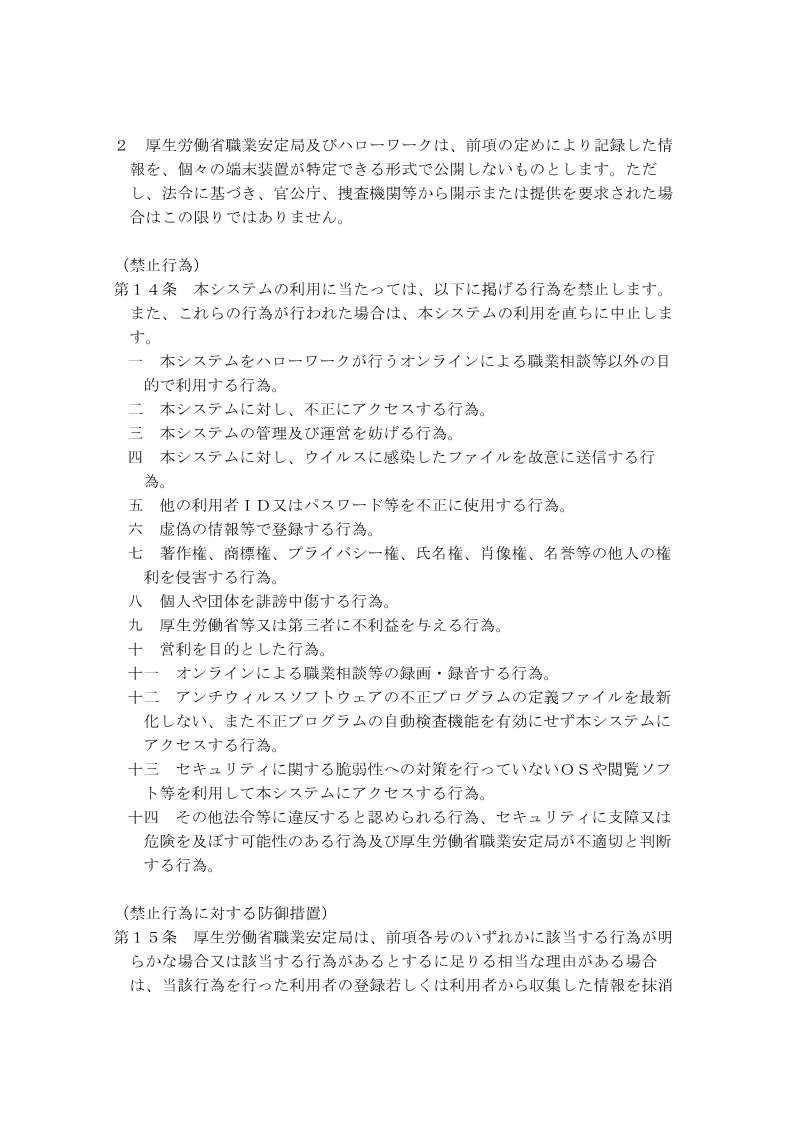 ２　厚生労働省職業安定局及びハローワークは、前項の定めにより記録した情
報を、個々の端末装置が特定できる形式で公開しないものとします。ただ
し、法令に基づき、官公庁、捜査機関等から開示または提供を要求された場
合はこの限りではありません。
（禁止行為）
第１４条　本システムの利用に当たっては、以下に掲げる行為を禁止します。
また、これらの行為が行われた場合は、本システムの利用を直ちに中止しま
す。
一　本システムをハローワークが行うオンラインによる職業相談等以外の目
的で利用する行為。
二　本システムに対し、不正にアクセスする行為。
三　本システムの管理及び運営を妨げる行為。
四　本システムに対し、ウイルスに感染したファイルを故意に送信する行
為。
五　他の利用者ＩＤ又はパスワード等を不正に使用する行為。
六　虚偽の情報等で登録する行為。
七　著作権、商標権、プライバシー権、氏名権、肖像権、名誉等の他人の権
利を侵害する行為。
八　個人や団体を誹謗中傷する行為。
九　厚生労働省等又は第三者に不利益を与える行為。
十　営利を目的とした行為。
十一　オンラインによる職業相談等の録画・録音する行為。
十二　アンチウィルスソフトウェアの不正プログラムの定義ファイルを最新
化しない、また不正プログラムの自動検査機能を有効にせず本システムに
アクセスする行為。
十三　セキュリティに関する脆弱性への対策を行っていないＯＳや閲覧ソフ
ト等を利用して本システムにアクセスする行為。
十四　その他法令等に違反すると認められる行為、セキュリティに支障又は
危険を及ぼす可能性のある行為及び厚生労働省職業安定局が不適切と判断
する行為。
（禁止行為に対する防御措置）
第１５条　厚生労働省職業安定局は、前項各号のいずれかに該当する行為が明
らかな場合又は該当する行為があるとするに足りる相当な理由がある場合
は、当該行為を行った利用者の登録若しくは利用者から収集した情報を抹消